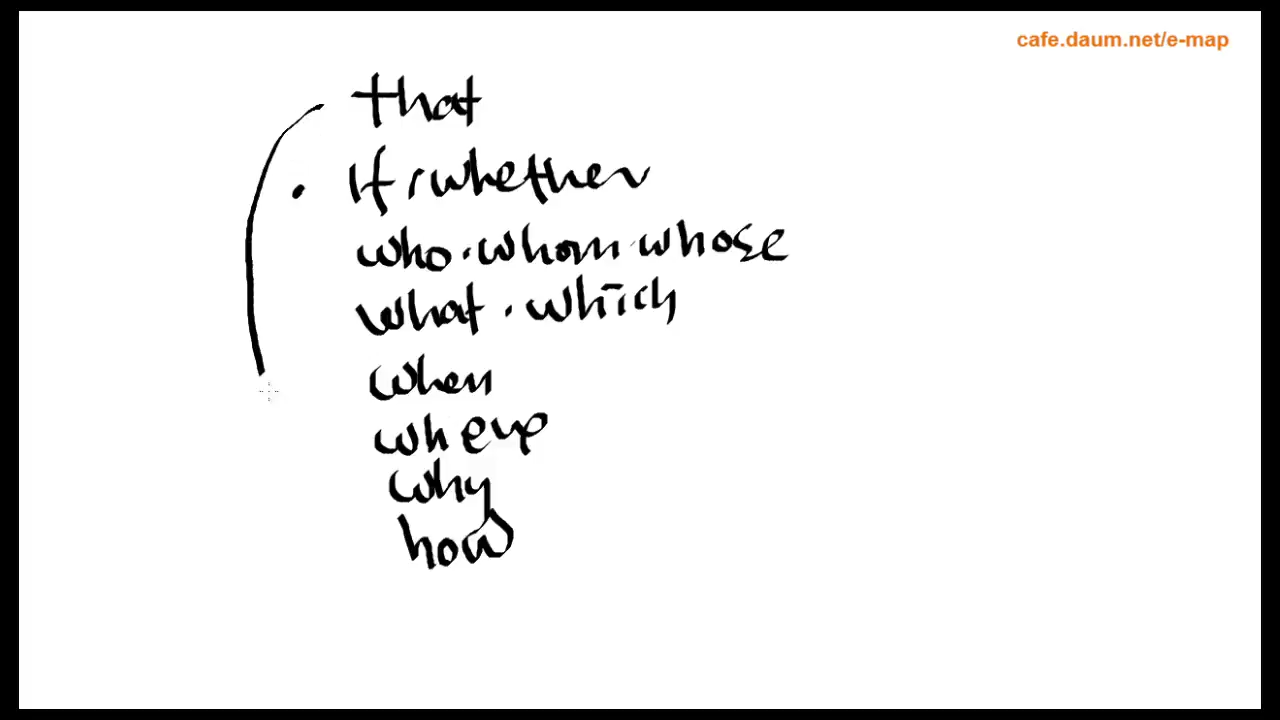 cafe.daum.net/e-map
that
If, whether
who · whom · whose
what · which
when
where
why
how